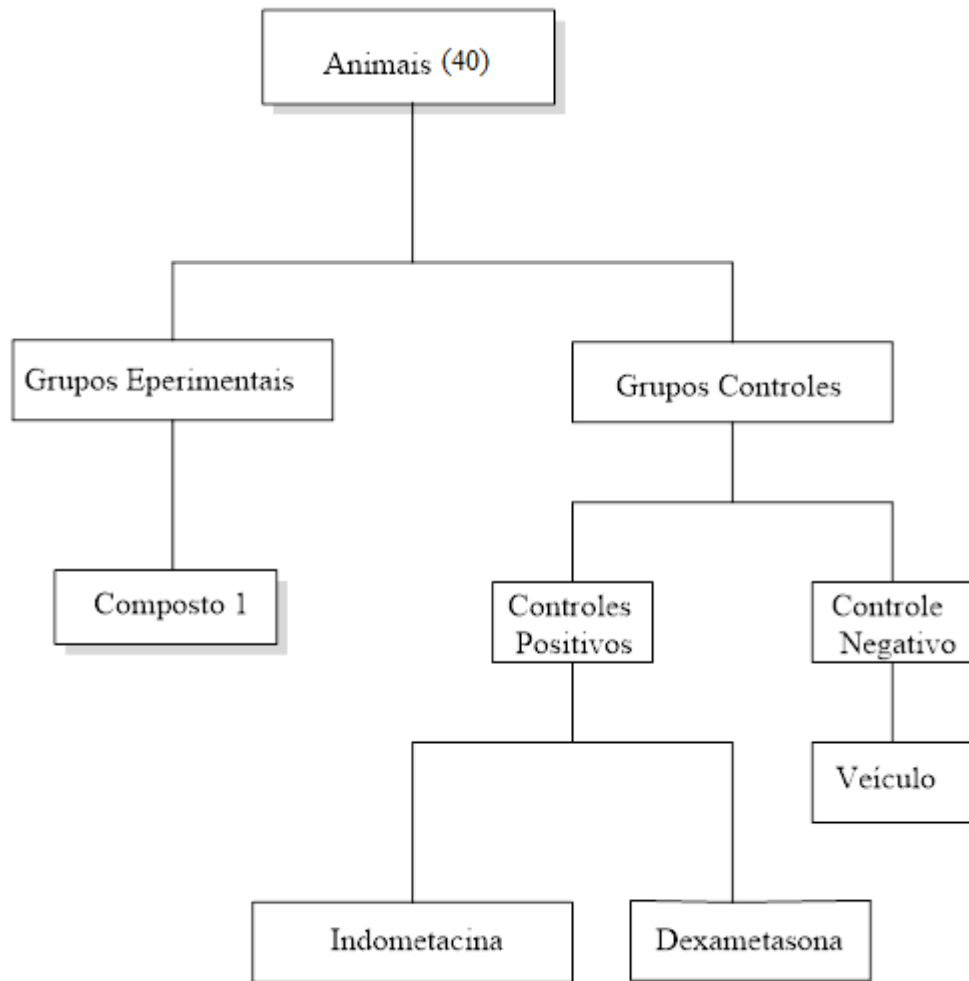 Animais (40)
Grupos Eperimentais
Grupos Controles
Composto 1
Controles
Positivos
Controle
Negativo
Veículo
Indometacina
Dexametasona